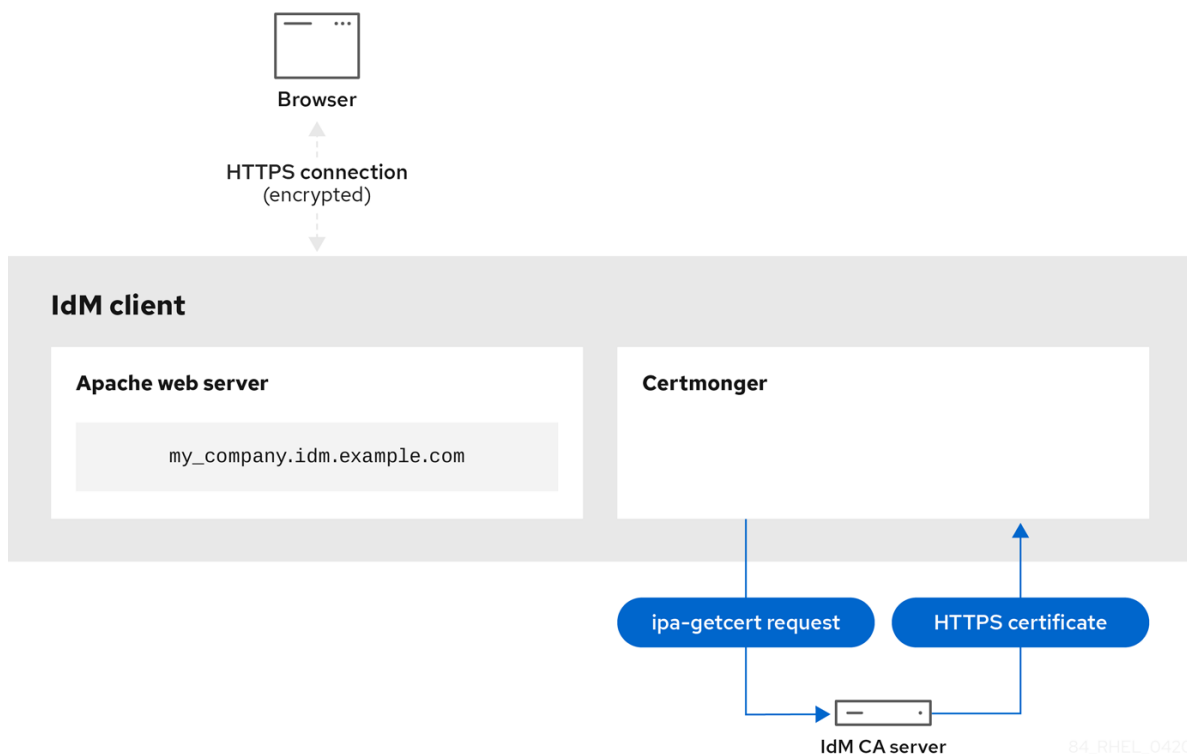 Browser
HTTPS connection
(encrypted)
IdM client
Apache web server
my_company.idm.example.com
Certmonger
ipa-getcert request
HTTPS certificate
IdM CA server
84_RHEL_0420